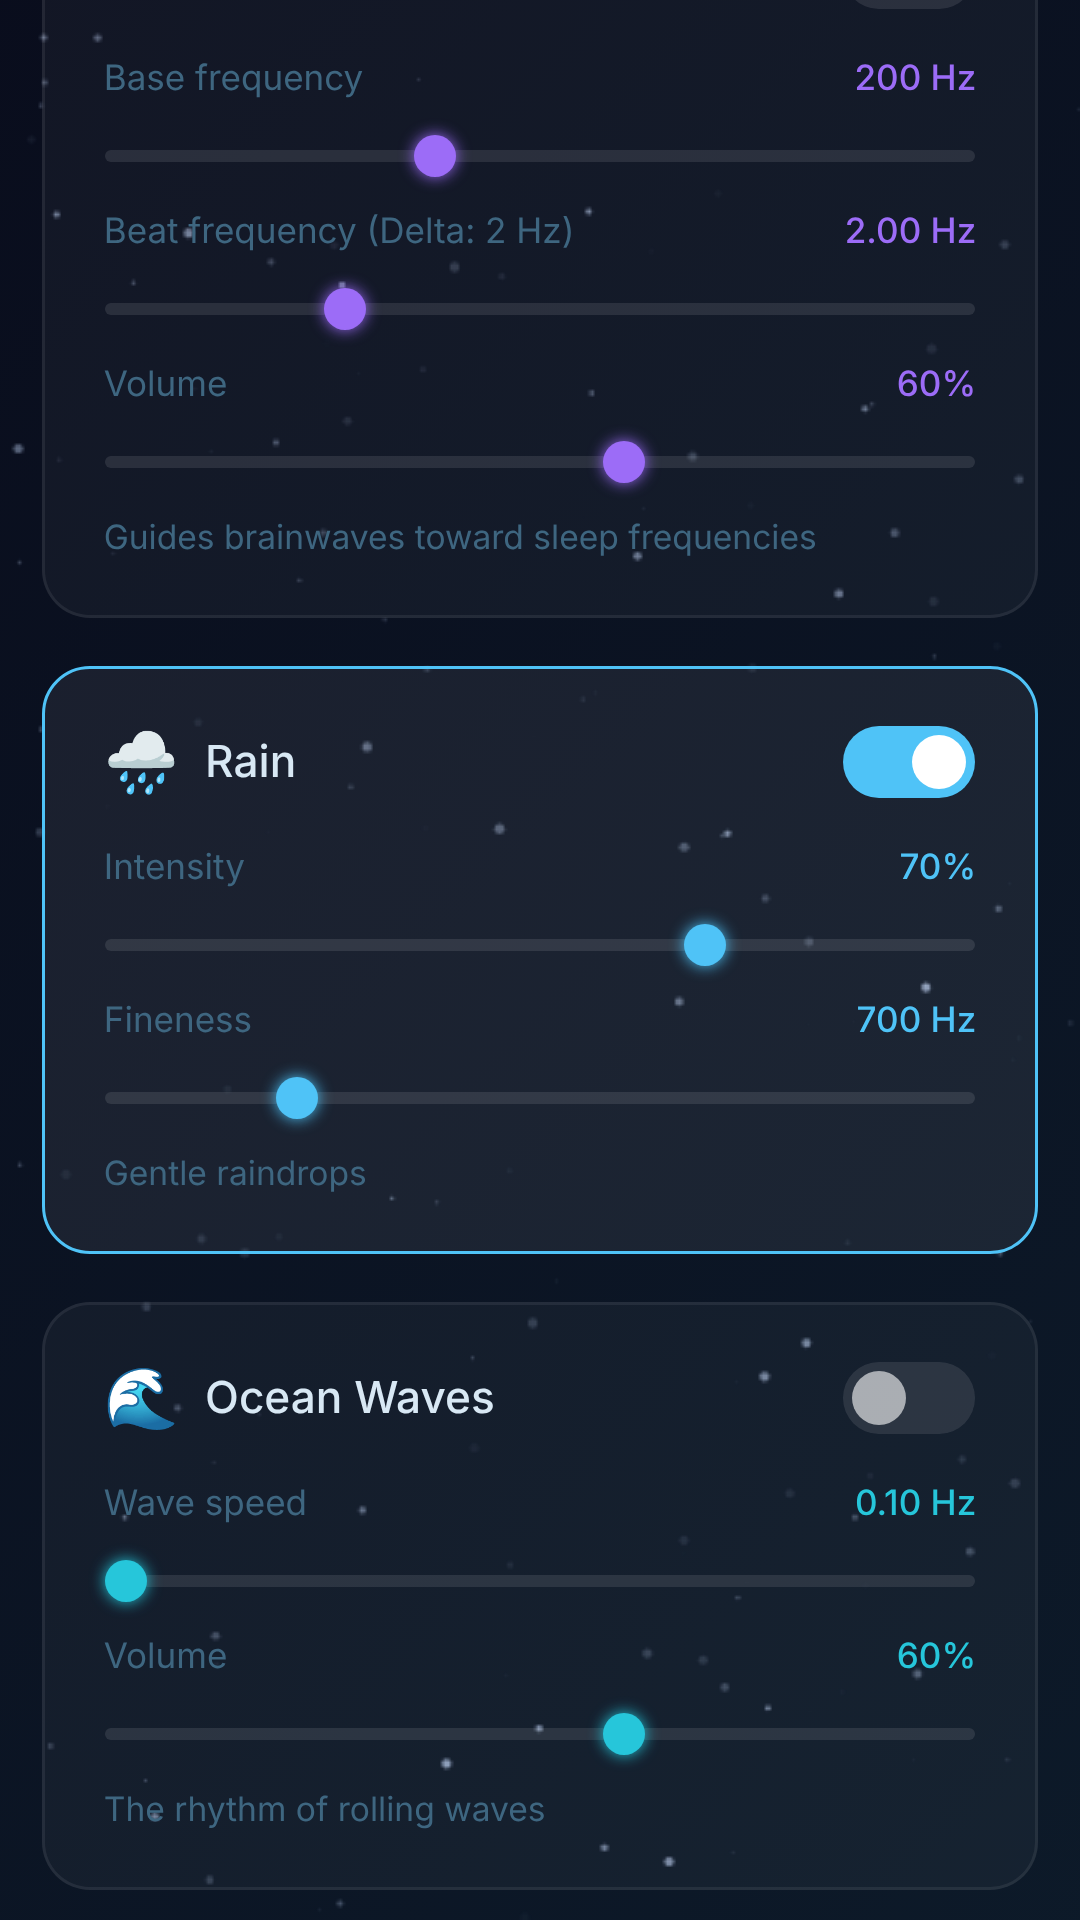 Base frequency 200 Hz
Beat frequency (Delta: 2 Hz) 2.00 Hz
Volume 60%
Guides brainwaves toward sleep frequencies
Rain
Intensity 70%
Fineness 700 Hz
Gentle raindrops
Ocean Waves
Wave speed 0.10 Hz
Volume 60%
The rhythm of rolling waves